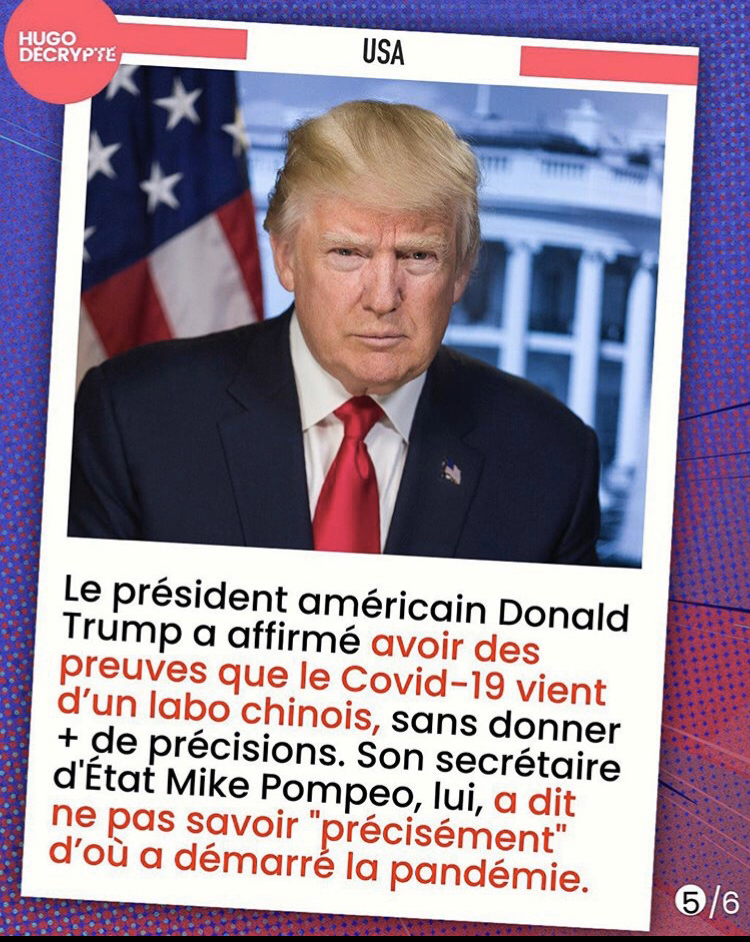 HUGO
DÉCRYPTE
USA
Le président américain Donald
Trump a affirmé avoir des
preuves que le Covid-19 vient
d’un labo chinois, sans donner
+ de précisions. Son secrétaire
d'État Mike Pompeo, lui, a dit
ne pas savoir "précisément"
d’où a démarré la pandémie.
5/6